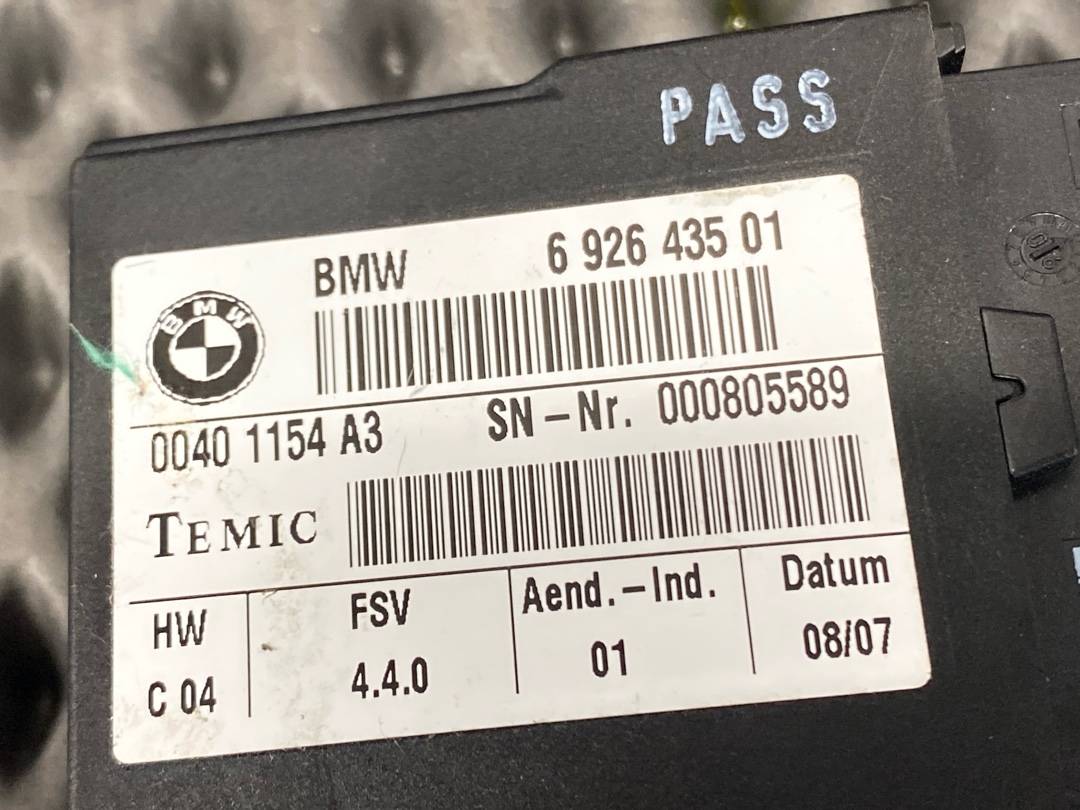 PASS
BMW 6 926 435 01
BMW
0040 1154 A3 SN-Nr. 000805589
TEMIC
HW FSV Aend.-Ind. Datum
C 04 4.4.0 01 08/07